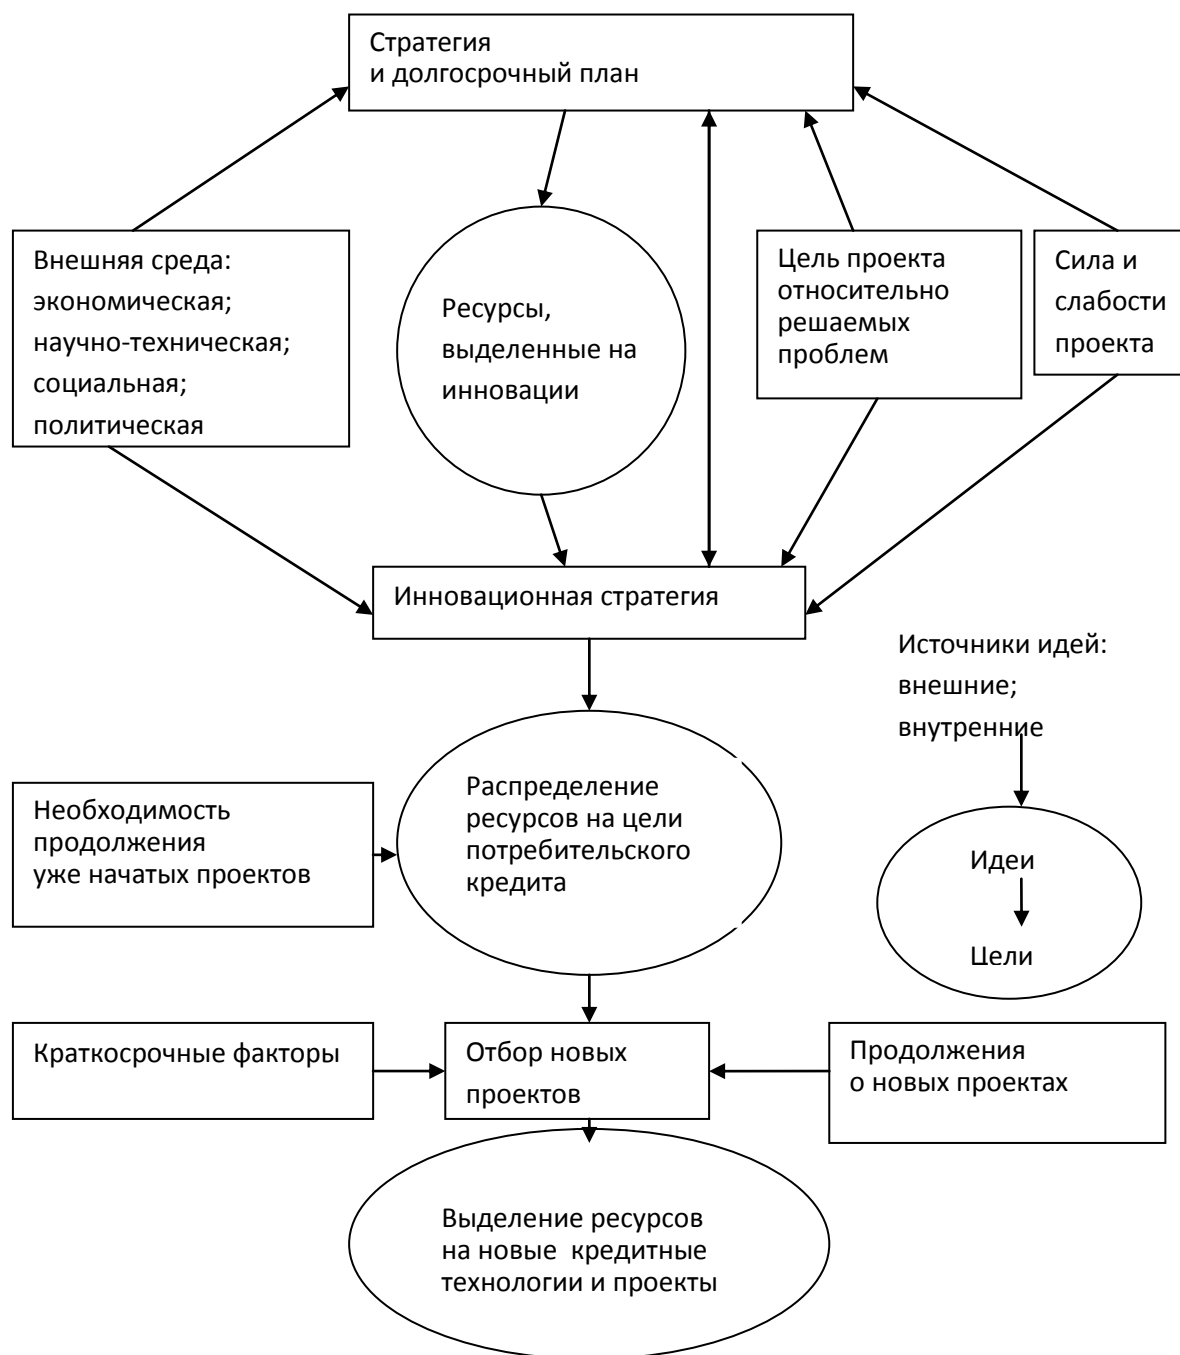 Стратегия
и долгосрочный план
Внешняя среда:
экономическая;
научно-техническая;
социальная;
политическая
Ресурсы,
выделенные на
инновации
Цель проекта
относительно
решаемых
проблем
Сила и
слабости
проекта
Инновационная стратегия
Источники идей:
внешние;
внутренние
Необходимость
продолжения
уже начатых проектов
Распределение
ресурсов на цели
потребительского
кредита
Идеи
Цели
Краткосрочные факторы
Отбор новых
проектов
Продолжения
о новых проектах
Выделение ресурсов
на новые кредитные
технологии и проекты